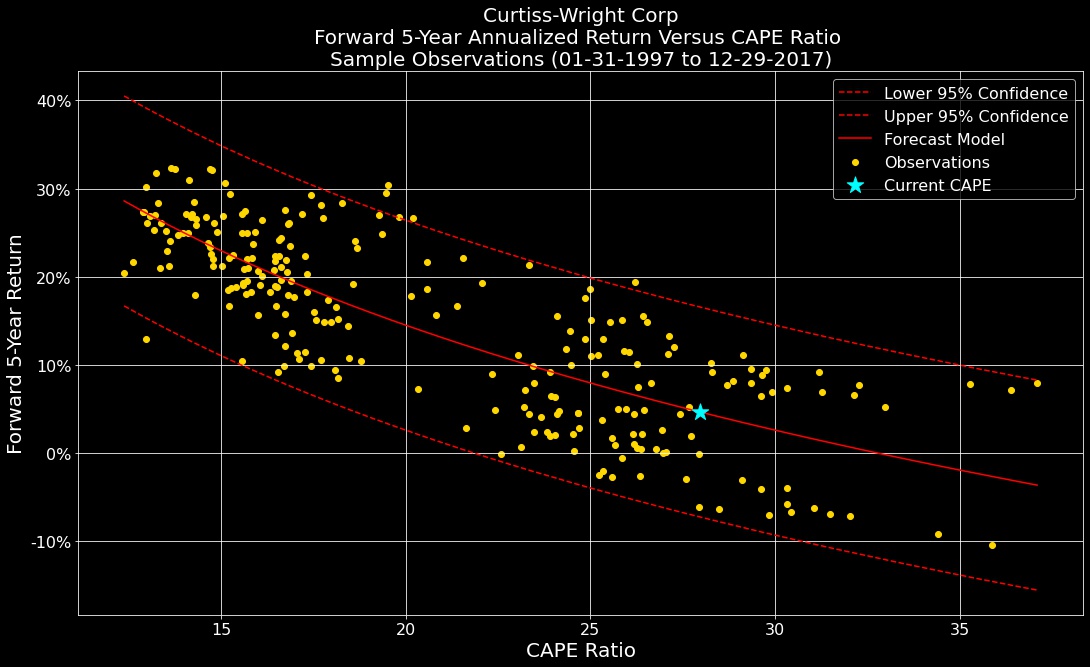 Curtiss-Wright Corp
Forward 5-Year Annualized Return Versus CAPE Ratio
Sample Observations (01-31-1997 to 12-29-2017)
Lower 95% Confidence
Upper 95% Confidence
Forecast Model
Observations
Current CAPE
Forward 5-Year Return
40%
30%
20%
10%
0%
-10%
15
20
25
30
35
CAPE Ratio